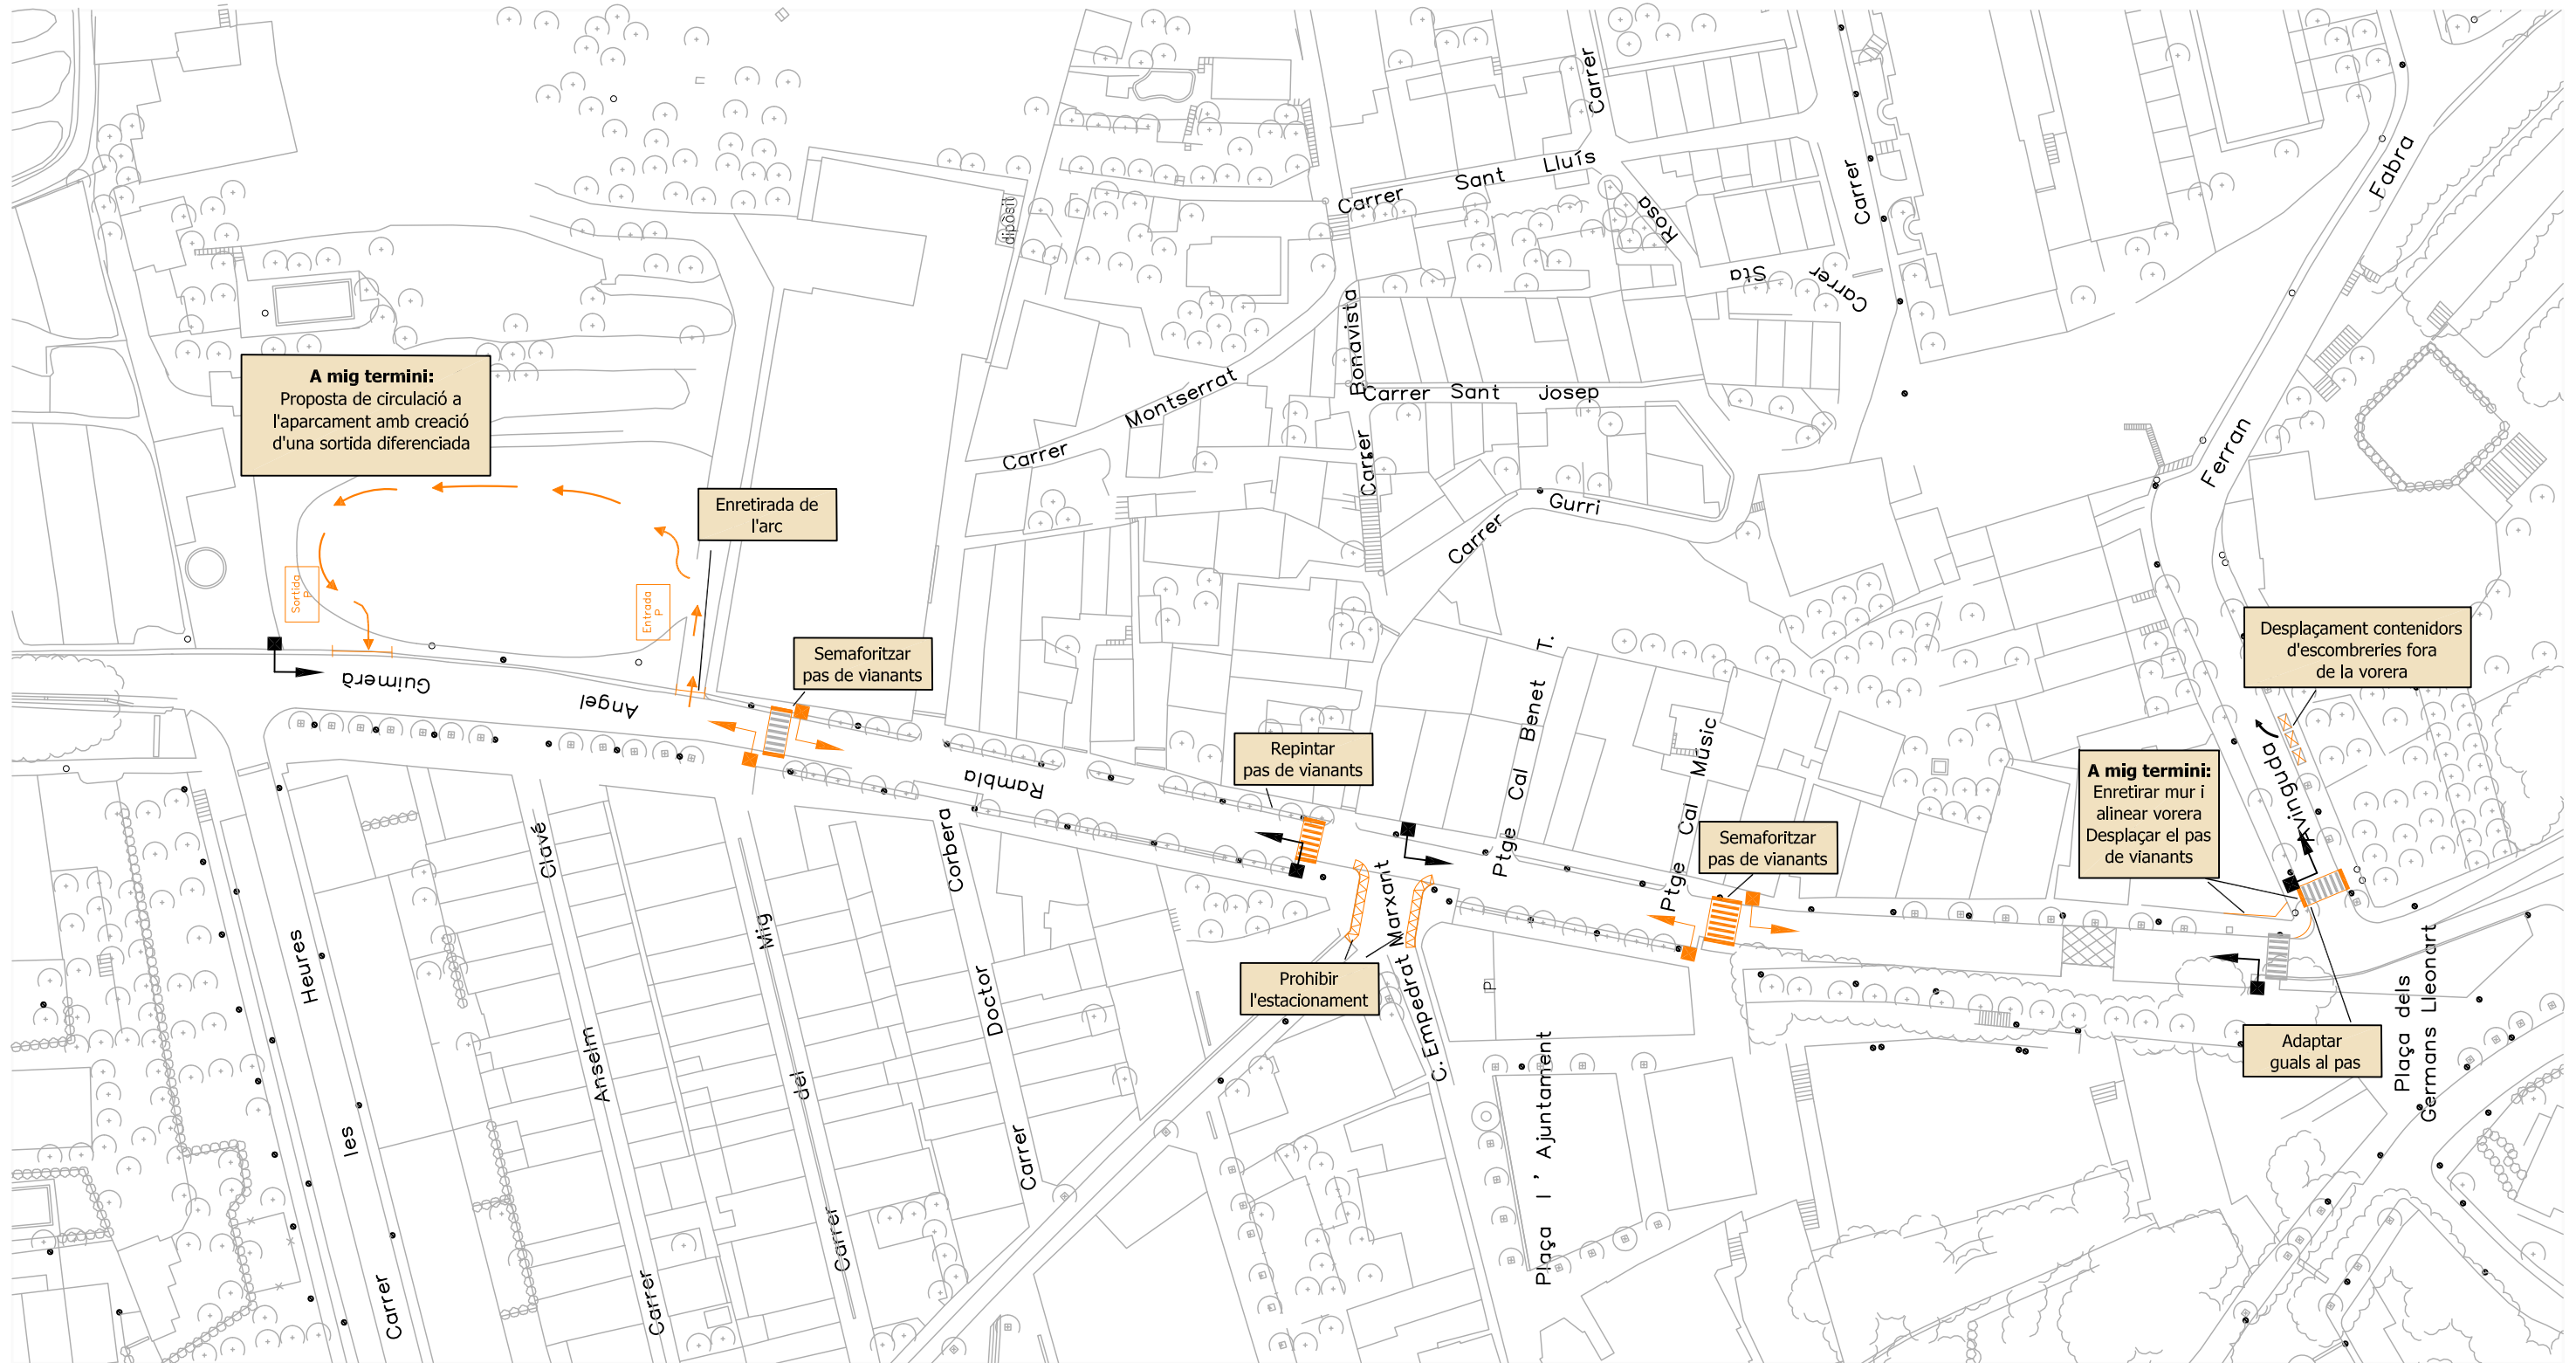 Carrer
Carrer Sant Lluís
Rosa
Sta
Carrer
Carrer
Fabra
Ferran
Avinguda
dipòsit
Bonavista
Carrer
Carrer Montserrat
Carrer Sant Josep
Carrer Gurri
A mig termini:
Proposta de circulació a
l'aparcament amb creació
d'una sortida diferenciada
Enretirada de
l'arc
Sortida
P
Entrada
P
Semaforitzar
pas de vianants
Guimerà
Angel
Rambla
Repintar
pas de vianants
Ptge Cal Benet T.
Ptge Cal Músic
Semaforitzar
pas de vianants
Desplaçament contenidors
d'escombreries fora
de la vorera
A mig termini:
Enretirar mur i
alinear vorera
Desplaçar el pas
de vianants
Adaptar
guals al pas
Prohibir
l'estacionament
C. Empedrat Marxant
P
Plaça l ' Ajuntament
Plaça dels
Germans Lleonart
Carrer les Heures
Carrer Anselm Clavé
Carrer del Mig
Carrer Doctor Corbera